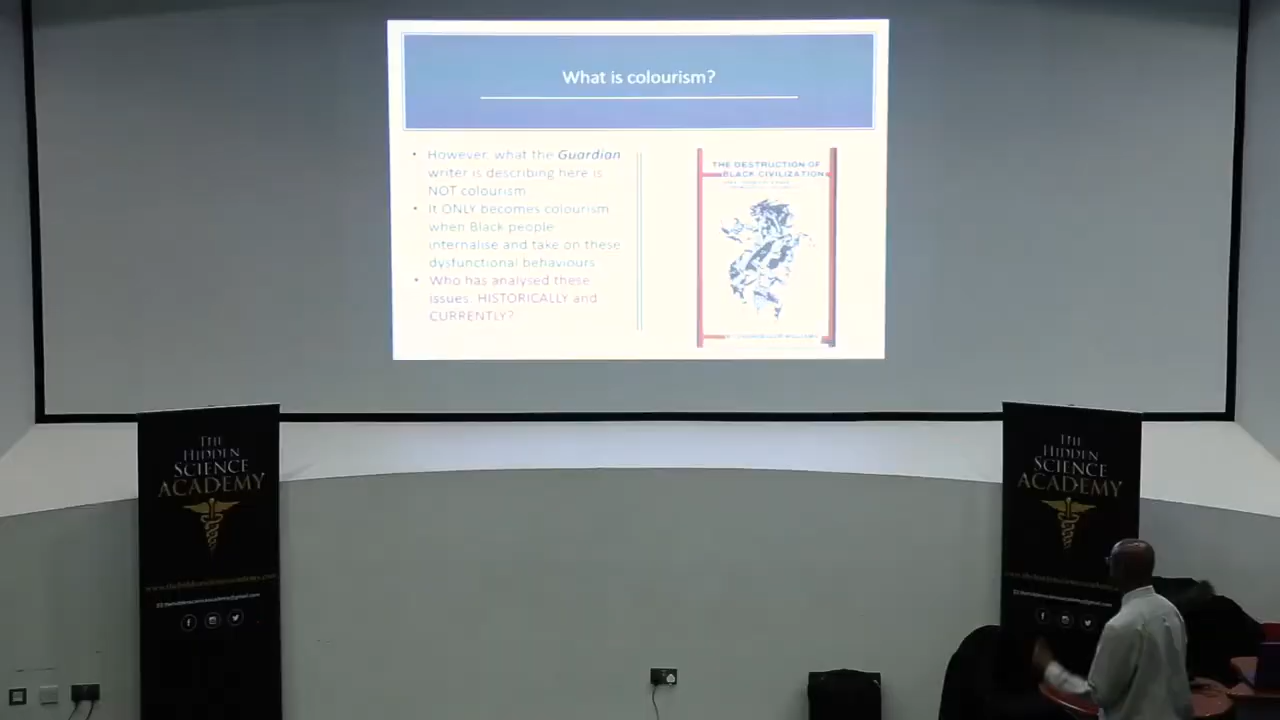 What is colourism?
• However, what the Guardian
writer is describing here is
NOT colourism
• It ONLY becomes colourism
when Black people
internalise and take on these
dysfunctional behaviours
• Who has analysed these
issues, HISTORICALLY and
CURRENTLY?
THE DESTRUCTION OF
BLACK CIVILIZATION
THE
HIDDEN
SCIENCE
ACADEMY
THE
HIDDEN
SCIENCE
ACADEMY